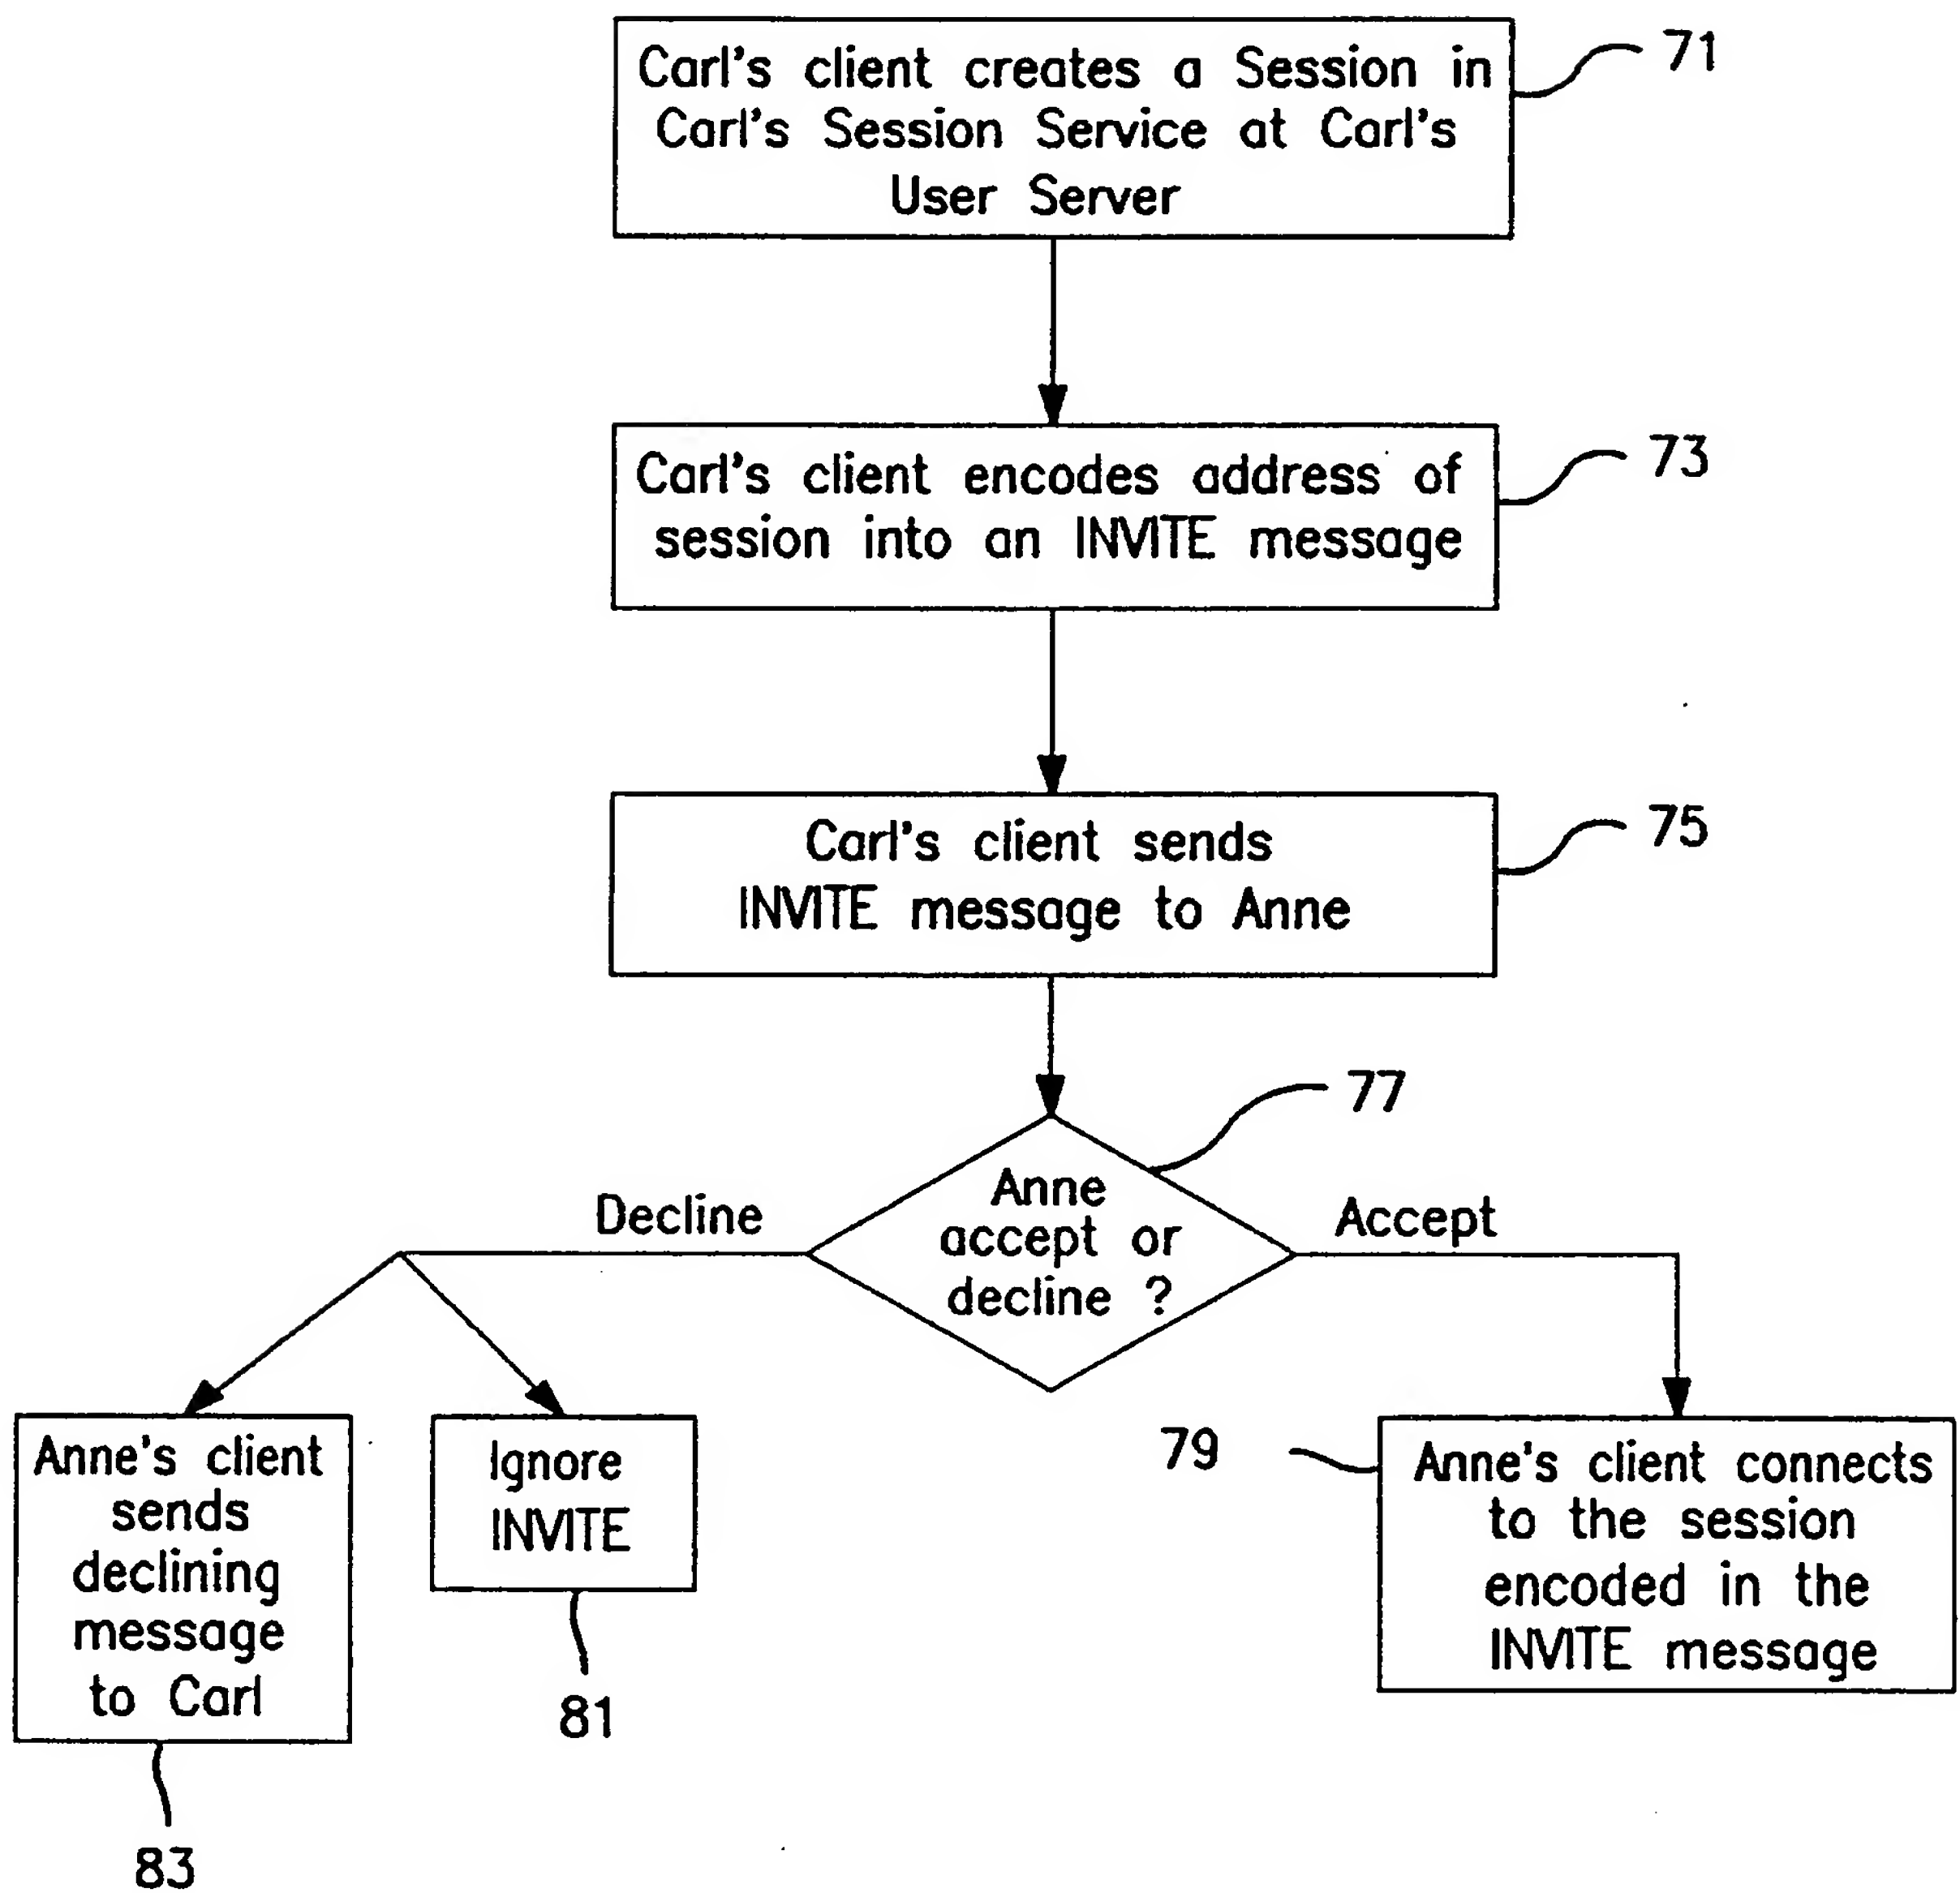 Carl's client creates a Session in
Carl's Session Service at Carl's
User Server
71
Carl's client encodes address of
session into an INVITE message
73
Carl's client sends
INVITE message to Anne
75
77
Anne
accept or
decline ?
Decline
Accept
Anne's client
sends
declining
message
to Carl
83
Ignore
INVITE
81
79
Anne's client connects
to the session
encoded in the
INVITE message